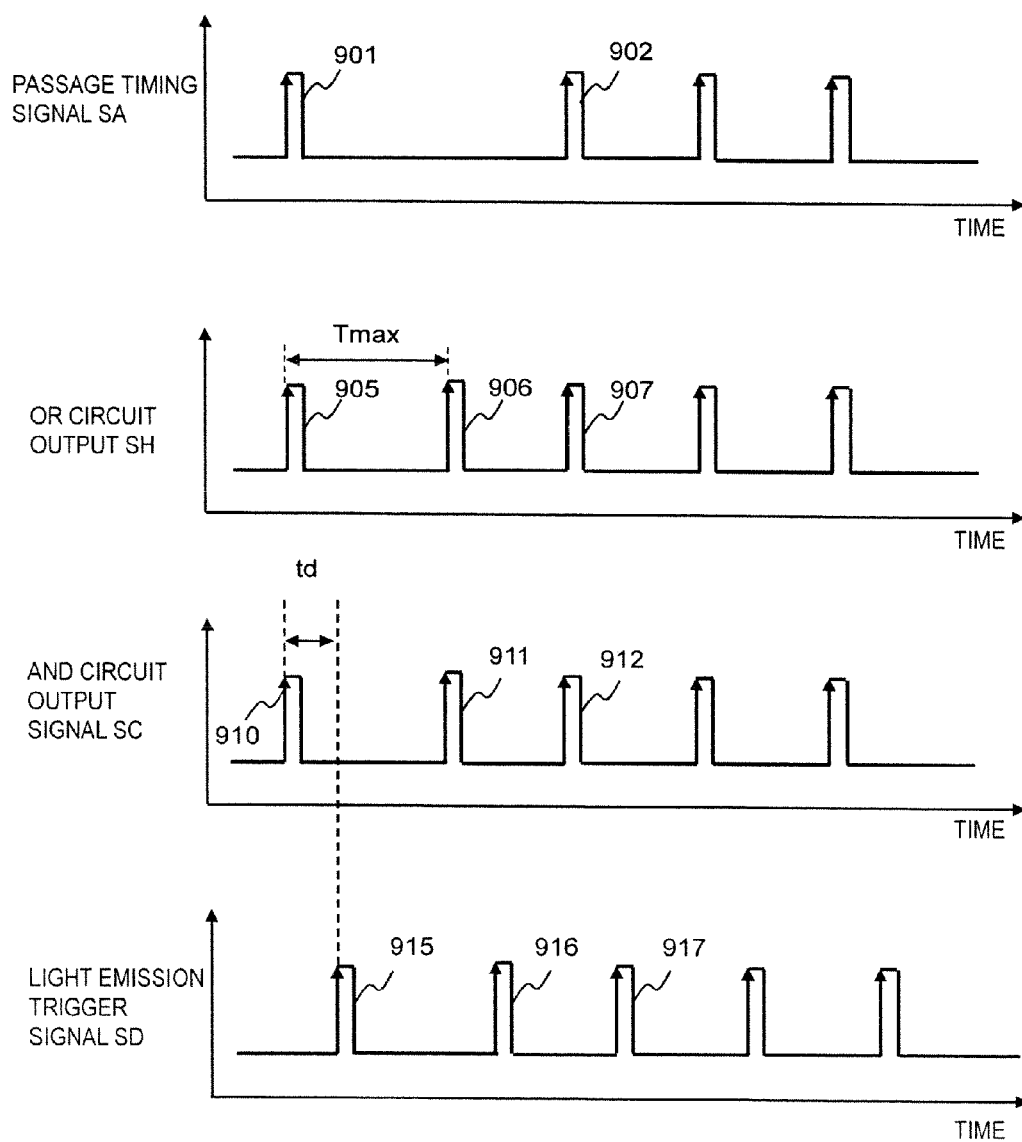 901
902
PASSAGE TIMING
SIGNAL SA
TIME
Tmax
905
906
907
OR CIRCUIT
OUTPUT SH
TIME
td
AND CIRCUIT
OUTPUT
SIGNAL SC
910
911
912
TIME
915
916
917
LIGHT EMISSION
TRIGGER
SIGNAL SD
TIME